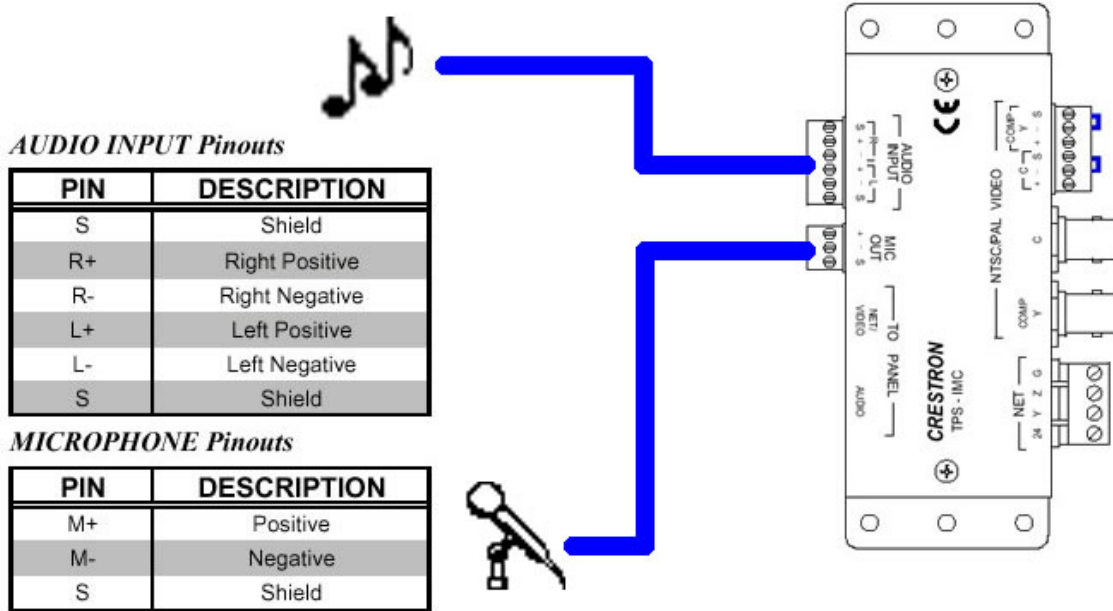 AUDIO INPUT Pinouts
PIN DESCRIPTION
S Shield
R+ Right Positive
R- Right Negative
L+ Left Positive
L- Left Negative
S Shield
MICROPHONE Pinouts
PIN DESCRIPTION
M+ Positive
M- Negative
S Shield
S + - + - S
R L
AUDIO
INPUT
+ - S
MIC
OUT
NET/
VIDEO
AUDIO
TO PANEL
CE
CRESTRON
TPS - IMC
NTSC/PAL VIDEO
COMP
Y
S - +
C
S - +
C
COMP Y
NET
G Z Y 24